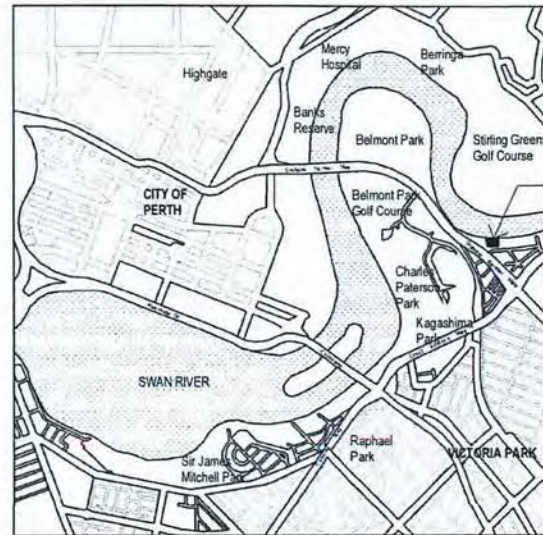 Mercy
Hospital
Berringa
Park
Highgate
Banks
Reserve
Belmont Park
Stirling Greens
Golf Course
CITY OF
PERTH
Belmont Park
Golf Course
Charles
Paterson
Park
Kagashima
Park
SWAN RIVER
Raphael
Park
VICTORIA PARK
Sir James
Mitchell Park